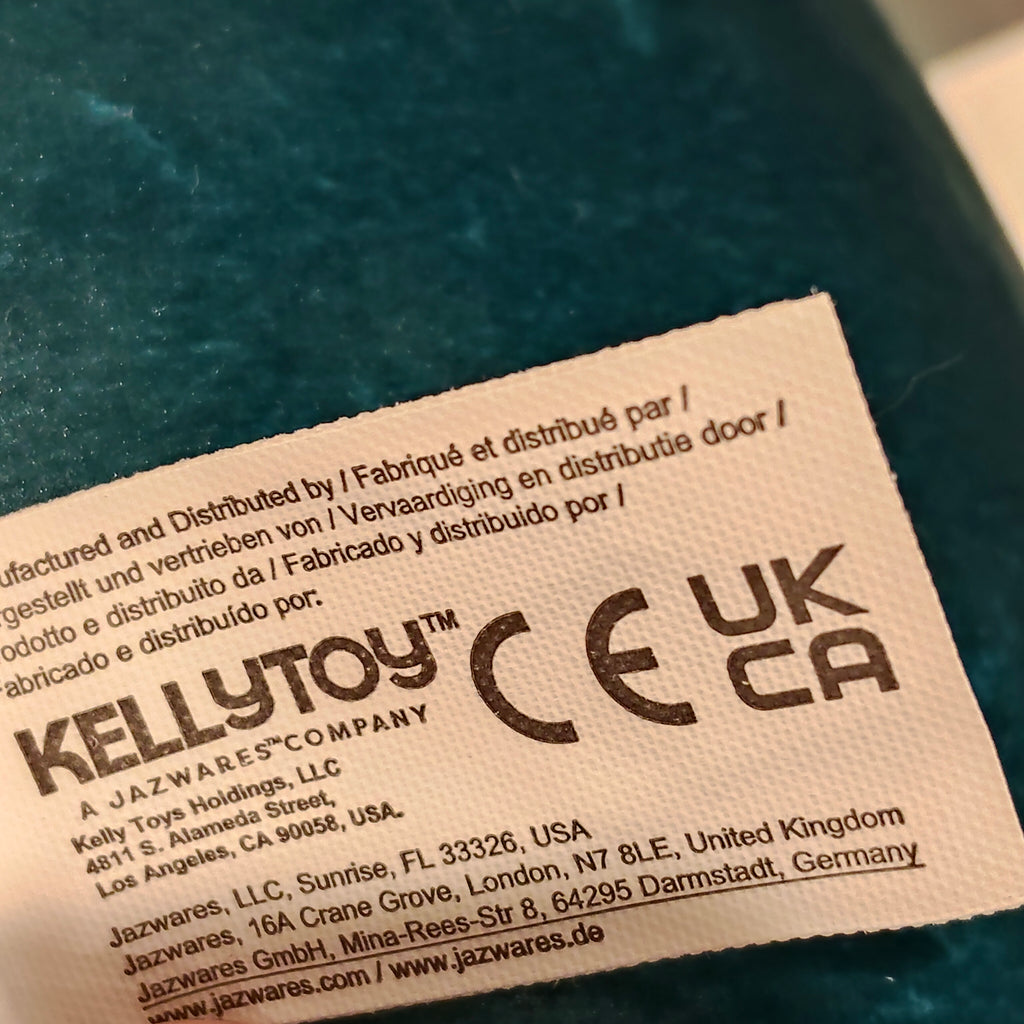 ufactured and Distributed by / Fabriqué et distribué par /
rgestellt und vertrieben von / Vervaardiging en distributie door /
odotto e distribuito da / Fabricado y distribuido por /
abricado e distribuído por:
KELLYTOY™ CE UK CA
A JAZWARES™ COMPANY
Kelly Toys Holdings, LLC
4811 S. Alameda Street,
Los Angeles, CA 90058, USA.
Jazwares, LLC, Sunrise, FL 33326, USA
Jazwares, 16A Crane Grove, London, N7 8LE, United Kingdom
Jazwares GmbH, Mina-Rees-Str 8, 64295 Darmstadt, Germany
www.jazwares.com / www.jazwares.de